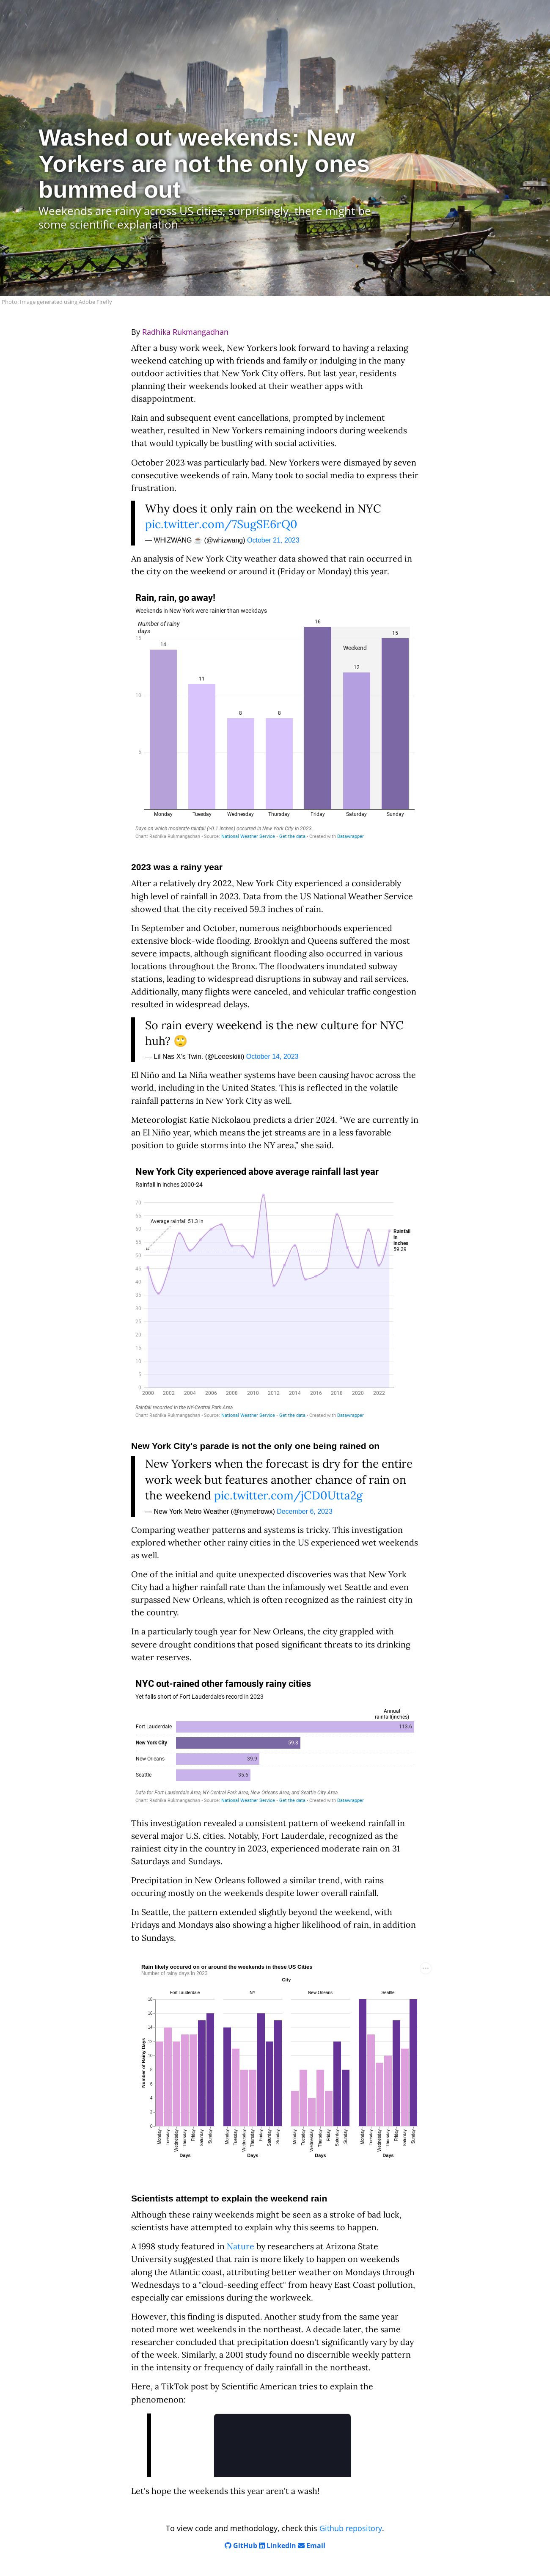 Washed out weekends: New
Yorkers are not the only ones
bummed out
Weekends are rainy across US cities; surprisingly, there might be
some scientific explanation
Photo: Image generated using Adobe Firefly
By Radhika Rukmangadhan
After a busy work week, New Yorkers look forward to having a relaxing
weekend catching up with friends and family or indulging in the many
outdoor activities that New York City offers. But last year, residents
planning their weekends looked at their weather apps with
disappointment.
Rain and subsequent event cancellations, prompted by inclement
weather, resulted in New Yorkers remaining indoors during weekends
that would typically be bustling with social activities.
October 2023 was particularly bad. New Yorkers were dismayed by seven
consecutive weekends of rain. Many took to social media to express their
frustration.
Why does it only rain on the weekend in NYC
pic.twitter.com/7SugSE6rQ0
— WHIZWANG ☕ (@whizwang) October 21, 2023
An analysis of New York City weather data showed that rain occurred in
the city on the weekend or around it (Friday or Monday) this year.
Rain, rain, go away!
Weekends in New York were rainier than weekdays
Number of rainy
days
16
15
15
14
Weekend
12
11
10
8
8
5
Monday Tuesday Wednesday Thursday Friday Saturday Sunday
Days on which moderate rainfall (>0.1 inches) occurred in New York City in 2023.
Chart: Radhika Rukmangadhan • Source: National Weather Service • Get the data • Created with Datawrapper
2023 was a rainy year
After a relatively dry 2022, New York City experienced a considerably
high level of rainfall in 2023. Data from the US National Weather Service
showed that the city received 59.3 inches of rain.
In September and October, numerous neighborhoods experienced
extensive block-wide flooding. Brooklyn and Queens suffered the most
severe impacts, although significant flooding also occurred in various
locations throughout the Bronx. The floodwaters inundated subway
stations, leading to widespread disruptions in subway and rail services.
Additionally, many flights were canceled, and vehicular traffic congestion
resulted in widespread delays.
So rain every weekend is the new culture for NYC
huh? 🙄
— Lil Nas X's Twin. (@Leeeskiiii) October 14, 2023
El Niño and La Niña weather systems have been causing havoc across the
world, including in the United States. This is reflected in the volatile
rainfall patterns in New York City as well.
Meteorologist Katie Nickolaou predicts a drier 2024. “We are currently in
an El Niño year, which means the jet streams are in a less favorable
position to guide storms into the NY area,” she said.
New York City experienced above average rainfall last year
Rainfall in inches 2000-24
70
65
Average rainfall 51.3 in
60
Rainfall
in
inches
59.29
55
50
45
40
35
30
25
20
15
10
5
0
2000 2002 2004 2006 2008 2010 2012 2014 2016 2018 2020 2022
Rainfall recorded in the NY-Central Park Area
Chart: Radhika Rukmangadhan • Source: National Weather Service • Get the data • Created with Datawrapper
New York City's parade is not the only one being rained on
New Yorkers when the forecast is dry for the entire
work week but features another chance of rain on
the weekend pic.twitter.com/jCD0Utta2g
— New York Metro Weather (@nymetrowx) December 6, 2023
Comparing weather patterns and systems is tricky. This investigation
explored whether other rainy cities in the US experienced wet weekends
as well.
One of the initial and quite unexpected discoveries was that New York
City had a higher rainfall rate than the infamously wet Seattle and even
surpassed New Orleans, which is often recognized as the rainiest city in
the country.
In a particularly tough year for New Orleans, the city grappled with
severe drought conditions that posed significant threats to its drinking
water reserves.
NYC out-rained other famously rainy cities
Yet falls short of Fort Lauderdale's record in 2023
Annual
rainfall(inches)
Fort Lauderdale 113.6
New York City 59.3
New Orleans 39.9
Seattle 35.6
Data for Fort Lauderdale Area, NY-Central Park Area, New Orleans Area, and Seattle City Area.
Chart: Radhika Rukmangadhan • Source: National Weather Service • Get the data • Created with Datawrapper
This investigation revealed a consistent pattern of weekend rainfall in
several major U.S. cities. Notably, Fort Lauderdale, recognized as the
rainiest city in the country in 2023, experienced moderate rain on 31
Saturdays and Sundays.
Precipitation in New Orleans followed a similar trend, with rains
occuring mostly on the weekends despite lower overall rainfall.
In Seattle, the pattern extended slightly beyond the weekend, with
Fridays and Mondays also showing a higher likelihood of rain, in addition
to Sundays.
Rain likely occured on or around the weekends in these US Cities
Number of rainy days in 2023
City
Fort Lauderdale NY New Orleans Seattle
Number of Rainy Days
18
16
14
12
10
8
6
4
2
0
Monday Tuesday Wednesday Thursday Friday Saturday Sunday Monday Tuesday Wednesday Thursday Friday Saturday Sunday Monday Tuesday Wednesday Thursday Friday Saturday Sunday Monday Tuesday Wednesday Thursday Friday Saturday Sunday
Days Days Days Days
Scientists attempt to explain the weekend rain
Although these rainy weekends might be seen as a stroke of bad luck,
scientists have attempted to explain why this seems to happen.
A 1998 study featured in Nature by researchers at Arizona State
University suggested that rain is more likely to happen on weekends
along the Atlantic coast, attributing better weather on Mondays through
Wednesdays to a "cloud-seeding effect" from heavy East Coast pollution,
especially car emissions during the workweek.
However, this finding is disputed. Another study from the same year
noted more wet weekends in the northeast. A decade later, the same
researcher concluded that precipitation doesn't significantly vary by day
of the week. Similarly, a 2001 study found no discernible weekly pattern
in the intensity or frequency of daily rainfall in the northeast.
Here, a TikTok post by Scientific American tries to explain the
phenomenon:
Let's hope the weekends this year aren't a wash!
To view code and methodology, check this Github repository.
GitHub LinkedIn Email